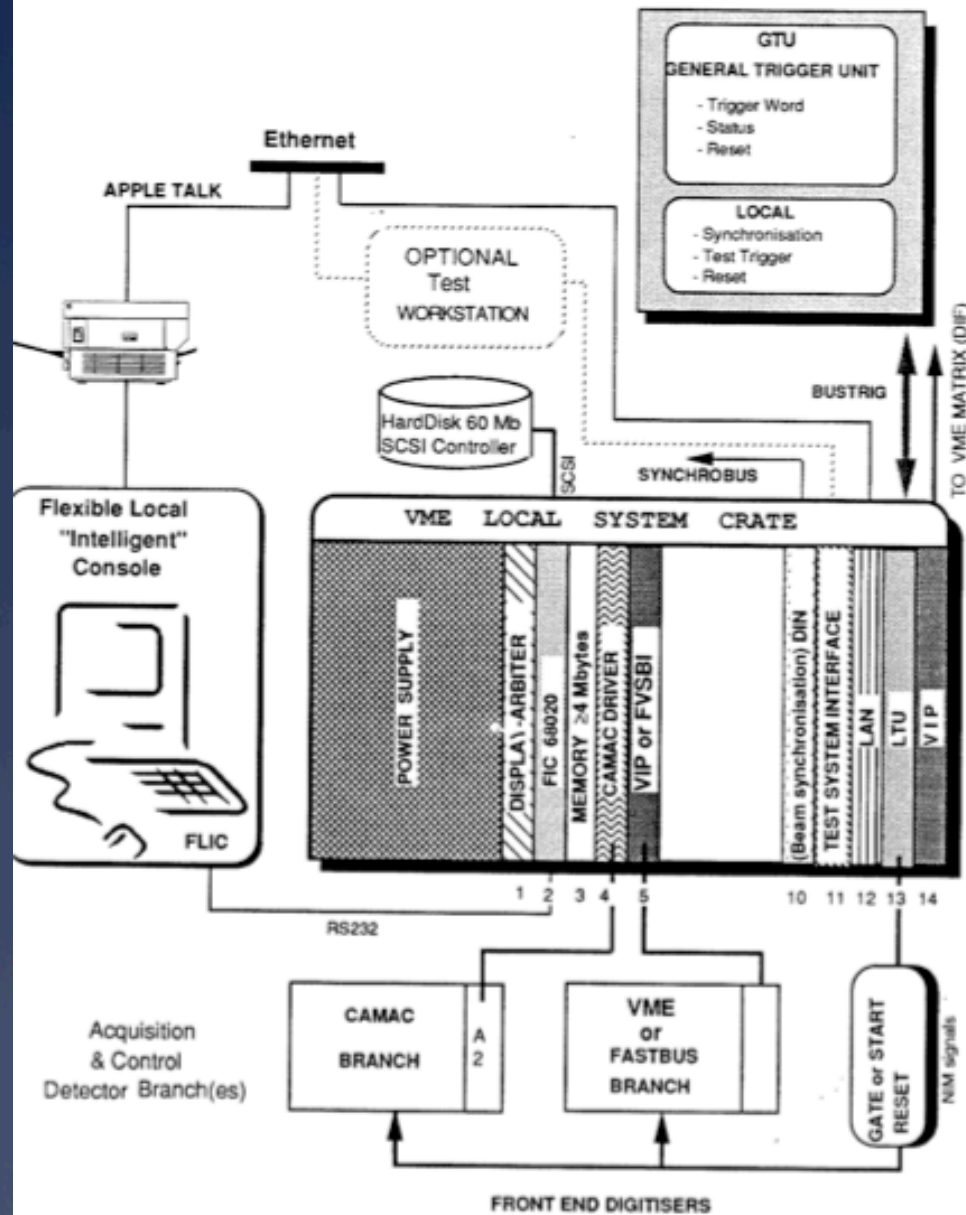 GTU
GENERAL TRIGGER UNIT
- Trigger Word
- Status
- Reset
LOCAL
- Synchronisation
- Test Trigger
- Reset
Ethernet
APPLE TALK
OPTIONAL
Test
WORKSTATION
HardDisk 60 Mb
SCSI Controller
SCSI
SYNCHROBUS
BUSTRIG
TO VME MATRIX (DIF)
Flexible Local
"Intelligent"
Console
FLIC
VME LOCAL SYSTEM CRATE
POWER SUPPLY
DISPLA\-ARBITER
FIC 68020
MEMORY ≥4 Mbytes
CAMAC DRIVER
VIP or FVSBI
(Beam synchronisation) DIN
TEST SYSTEM INTERFACE
LAN
LTU
VIP
1 2 3 4 5 10 11 12 13 14
RS232
Acquisition
& Control
Detector Branch(es)
CAMAC
BRANCH
A
2
VME
or
FASTBUS
BRANCH
GATE or START
RESET
NIM signals
FRONT END DIGITISERS